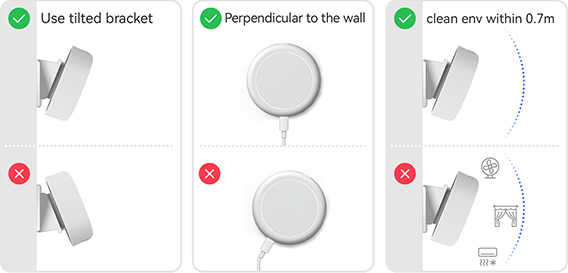 Use tilted bracket
Perpendicular to the wall
clean env within 0.7m